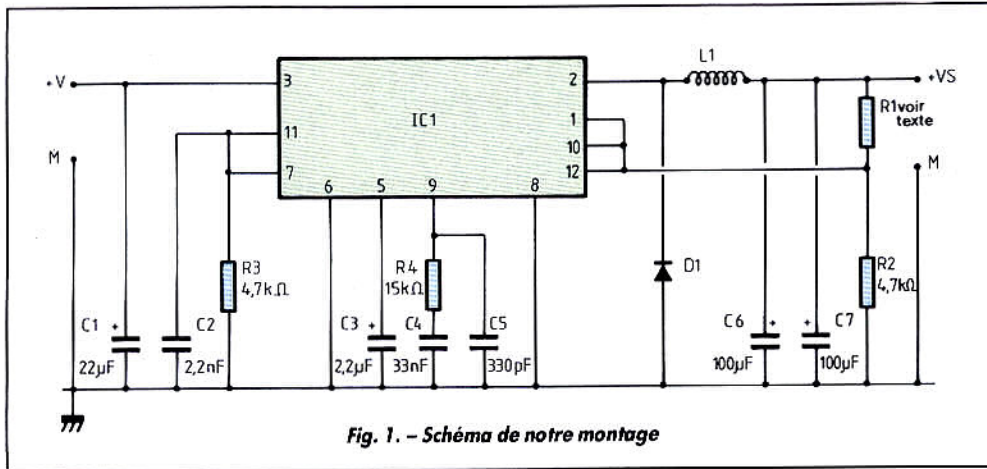 L1
+V
3
2
+VS
R1 voir
texte
IC1
1
11
10
M
7
12
M
6
5
9
8
R3
4,7kΩ
R4
15kΩ
D1
R2
4,7kΩ
C1
+
C2
C3
+
C4
C5
C6
+
+
C7
22µF
2,2nF
2,2µF
33nF
330pF
100µF
100µF
Fig. 1. – Schéma de notre montage